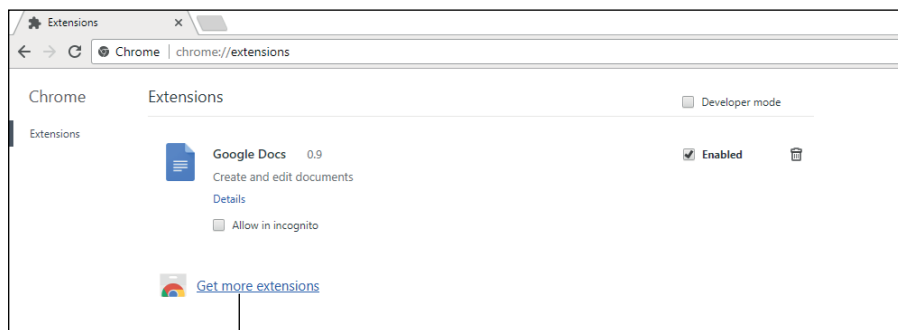 Extensions
Chrome | chrome://extensions
Chrome
Extensions
Developer mode
Extensions
Google Docs 0.9
Enabled
Create and edit documents
Details
Allow in incognito
Get more extensions